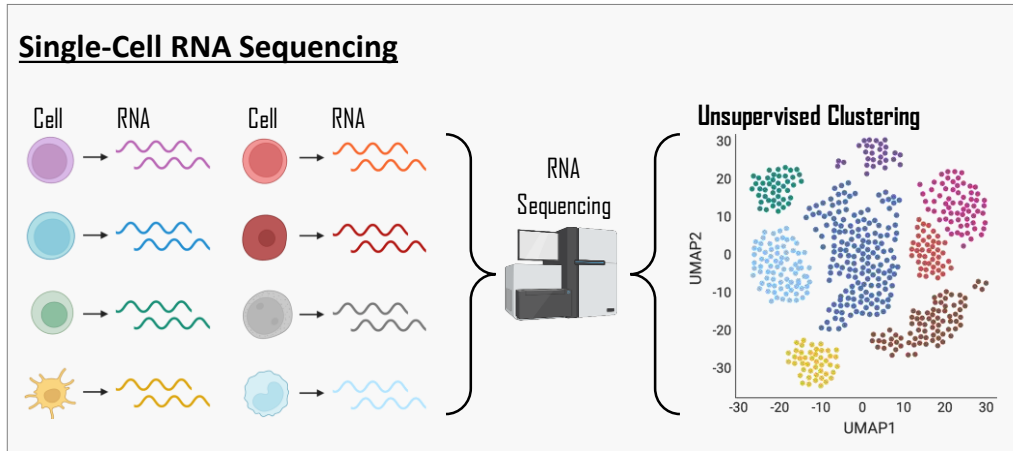 Single-Cell RNA Sequencing
Cell RNA Cell RNA
RNA
Sequencing
Unsupervised Clustering
UMAP2
30
20
10
0
-10
-20
-30
-30 -20 -10 0 10 20 30
UMAP1